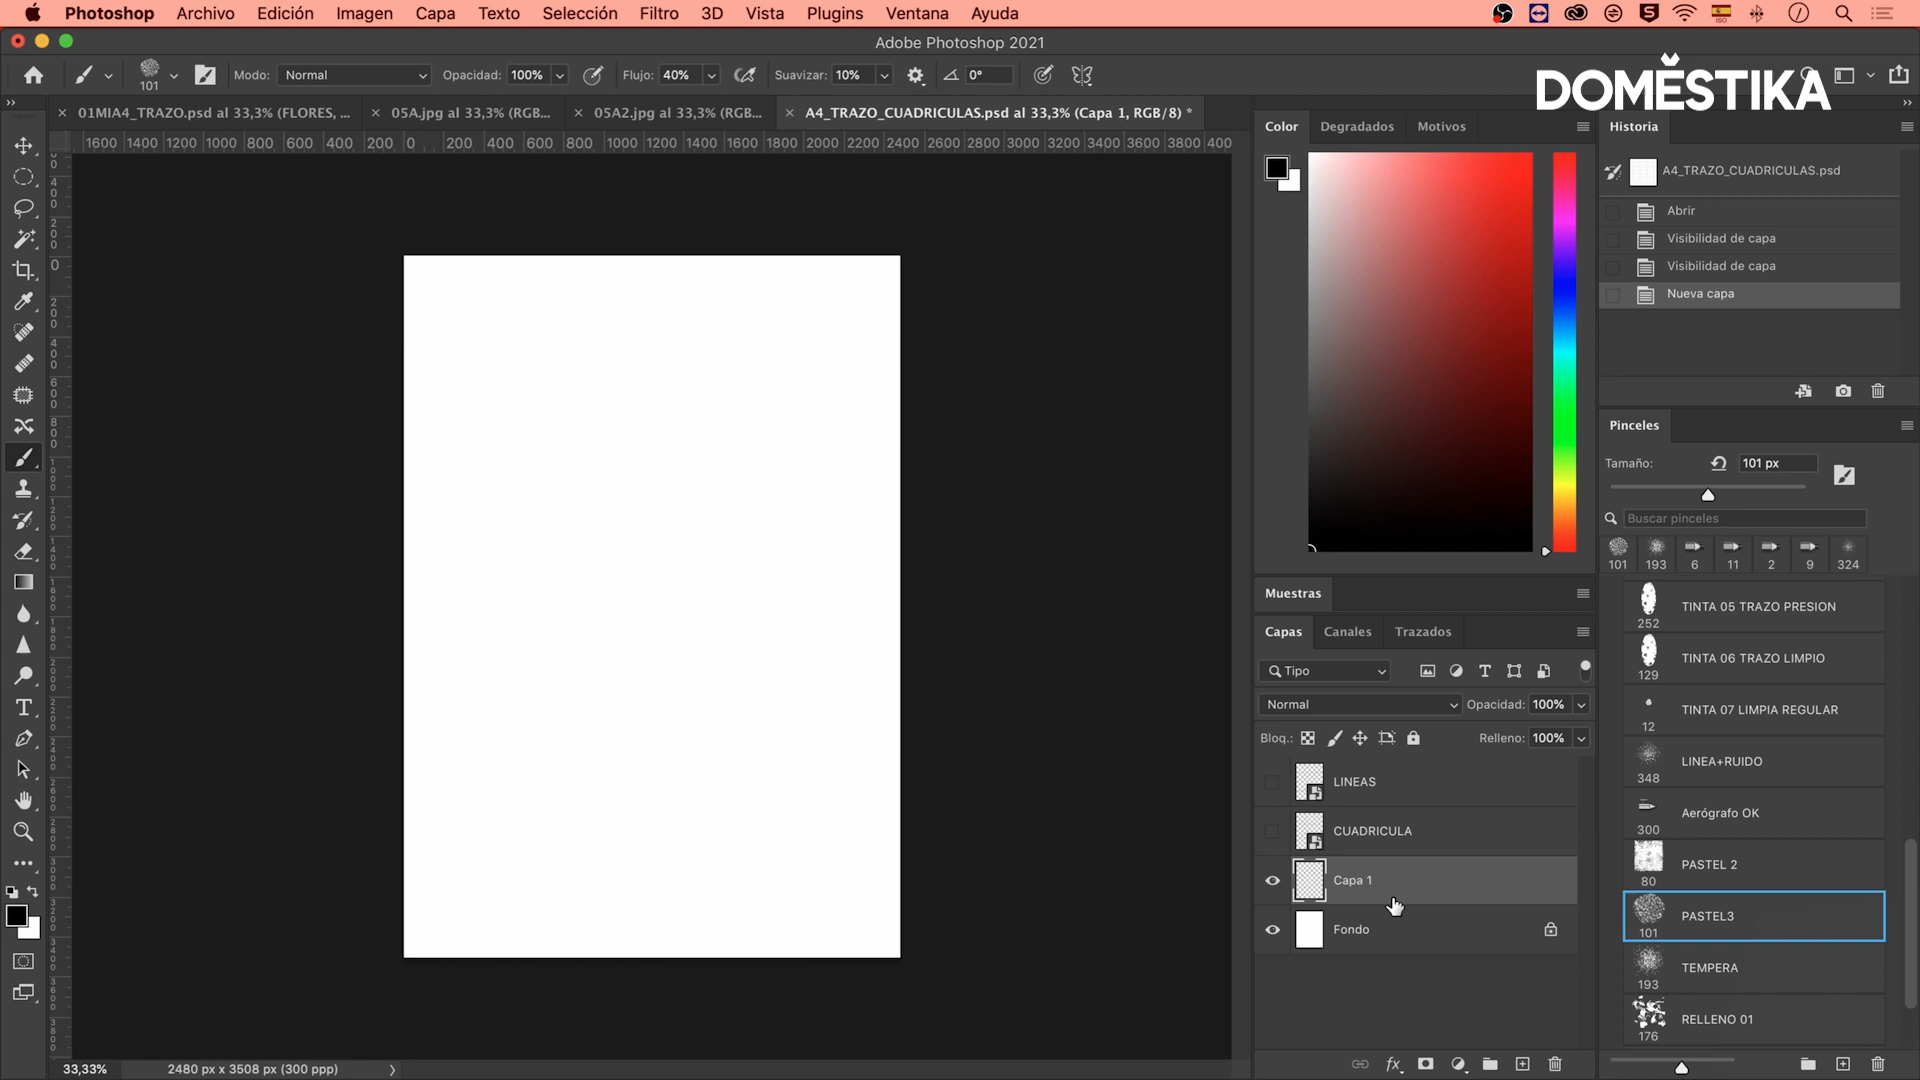 Photoshop Archivo Edición Imagen Capa Texto Selección Filtro 3D Vista Plugins Ventana Ayuda
ISO
Adobe Photoshop 2021
101 Modo: Normal Opacidad: 100% Flujo: 40% Suavizar: 10% 0°
DOMĚSTIKA
01MIA4_TRAZO.psd al 33,3% (FLORES, ... 05A.jpg al 33,3% (RGB... 05A2.jpg al 33,3% (RGB... A4_TRAZO_CUADRICULAS.psd al 33,3% (Capa 1, RGB/8) *
1600 1400 1200 1000 800 600 400 200 0 200 400 600 800 1000 1200 1400 1600 1800 2000 2200 2400 2600 2800 3000 3200 3400 3600 3800 400
Color Degradados Motivos
Historia
A4_TRAZO_CUADRICULAS.psd
Abrir
Visibilidad de capa
Visibilidad de capa
Nueva capa
Pinceles
Tamaño: 101 px
Buscar pinceles
101 193 6 11 2 9 324
TINTA 05 TRAZO PRESION
252
TINTA 06 TRAZO LIMPIO
129
TINTA 07 LIMPIA REGULAR
12
LINEA+RUIDO
348
Aerógrafo OK
300
PASTEL 2
80
PASTEL3
101
TEMPERA
193
RELLENO 01
176
Muestras
Capas Canales Trazados
Tipo
Normal Opacidad: 100%
Bloq.: Relleno: 100%
LINEAS
CUADRICULA
Capa 1
Fondo
33,33% 2480 px x 3508 px (300 ppp)